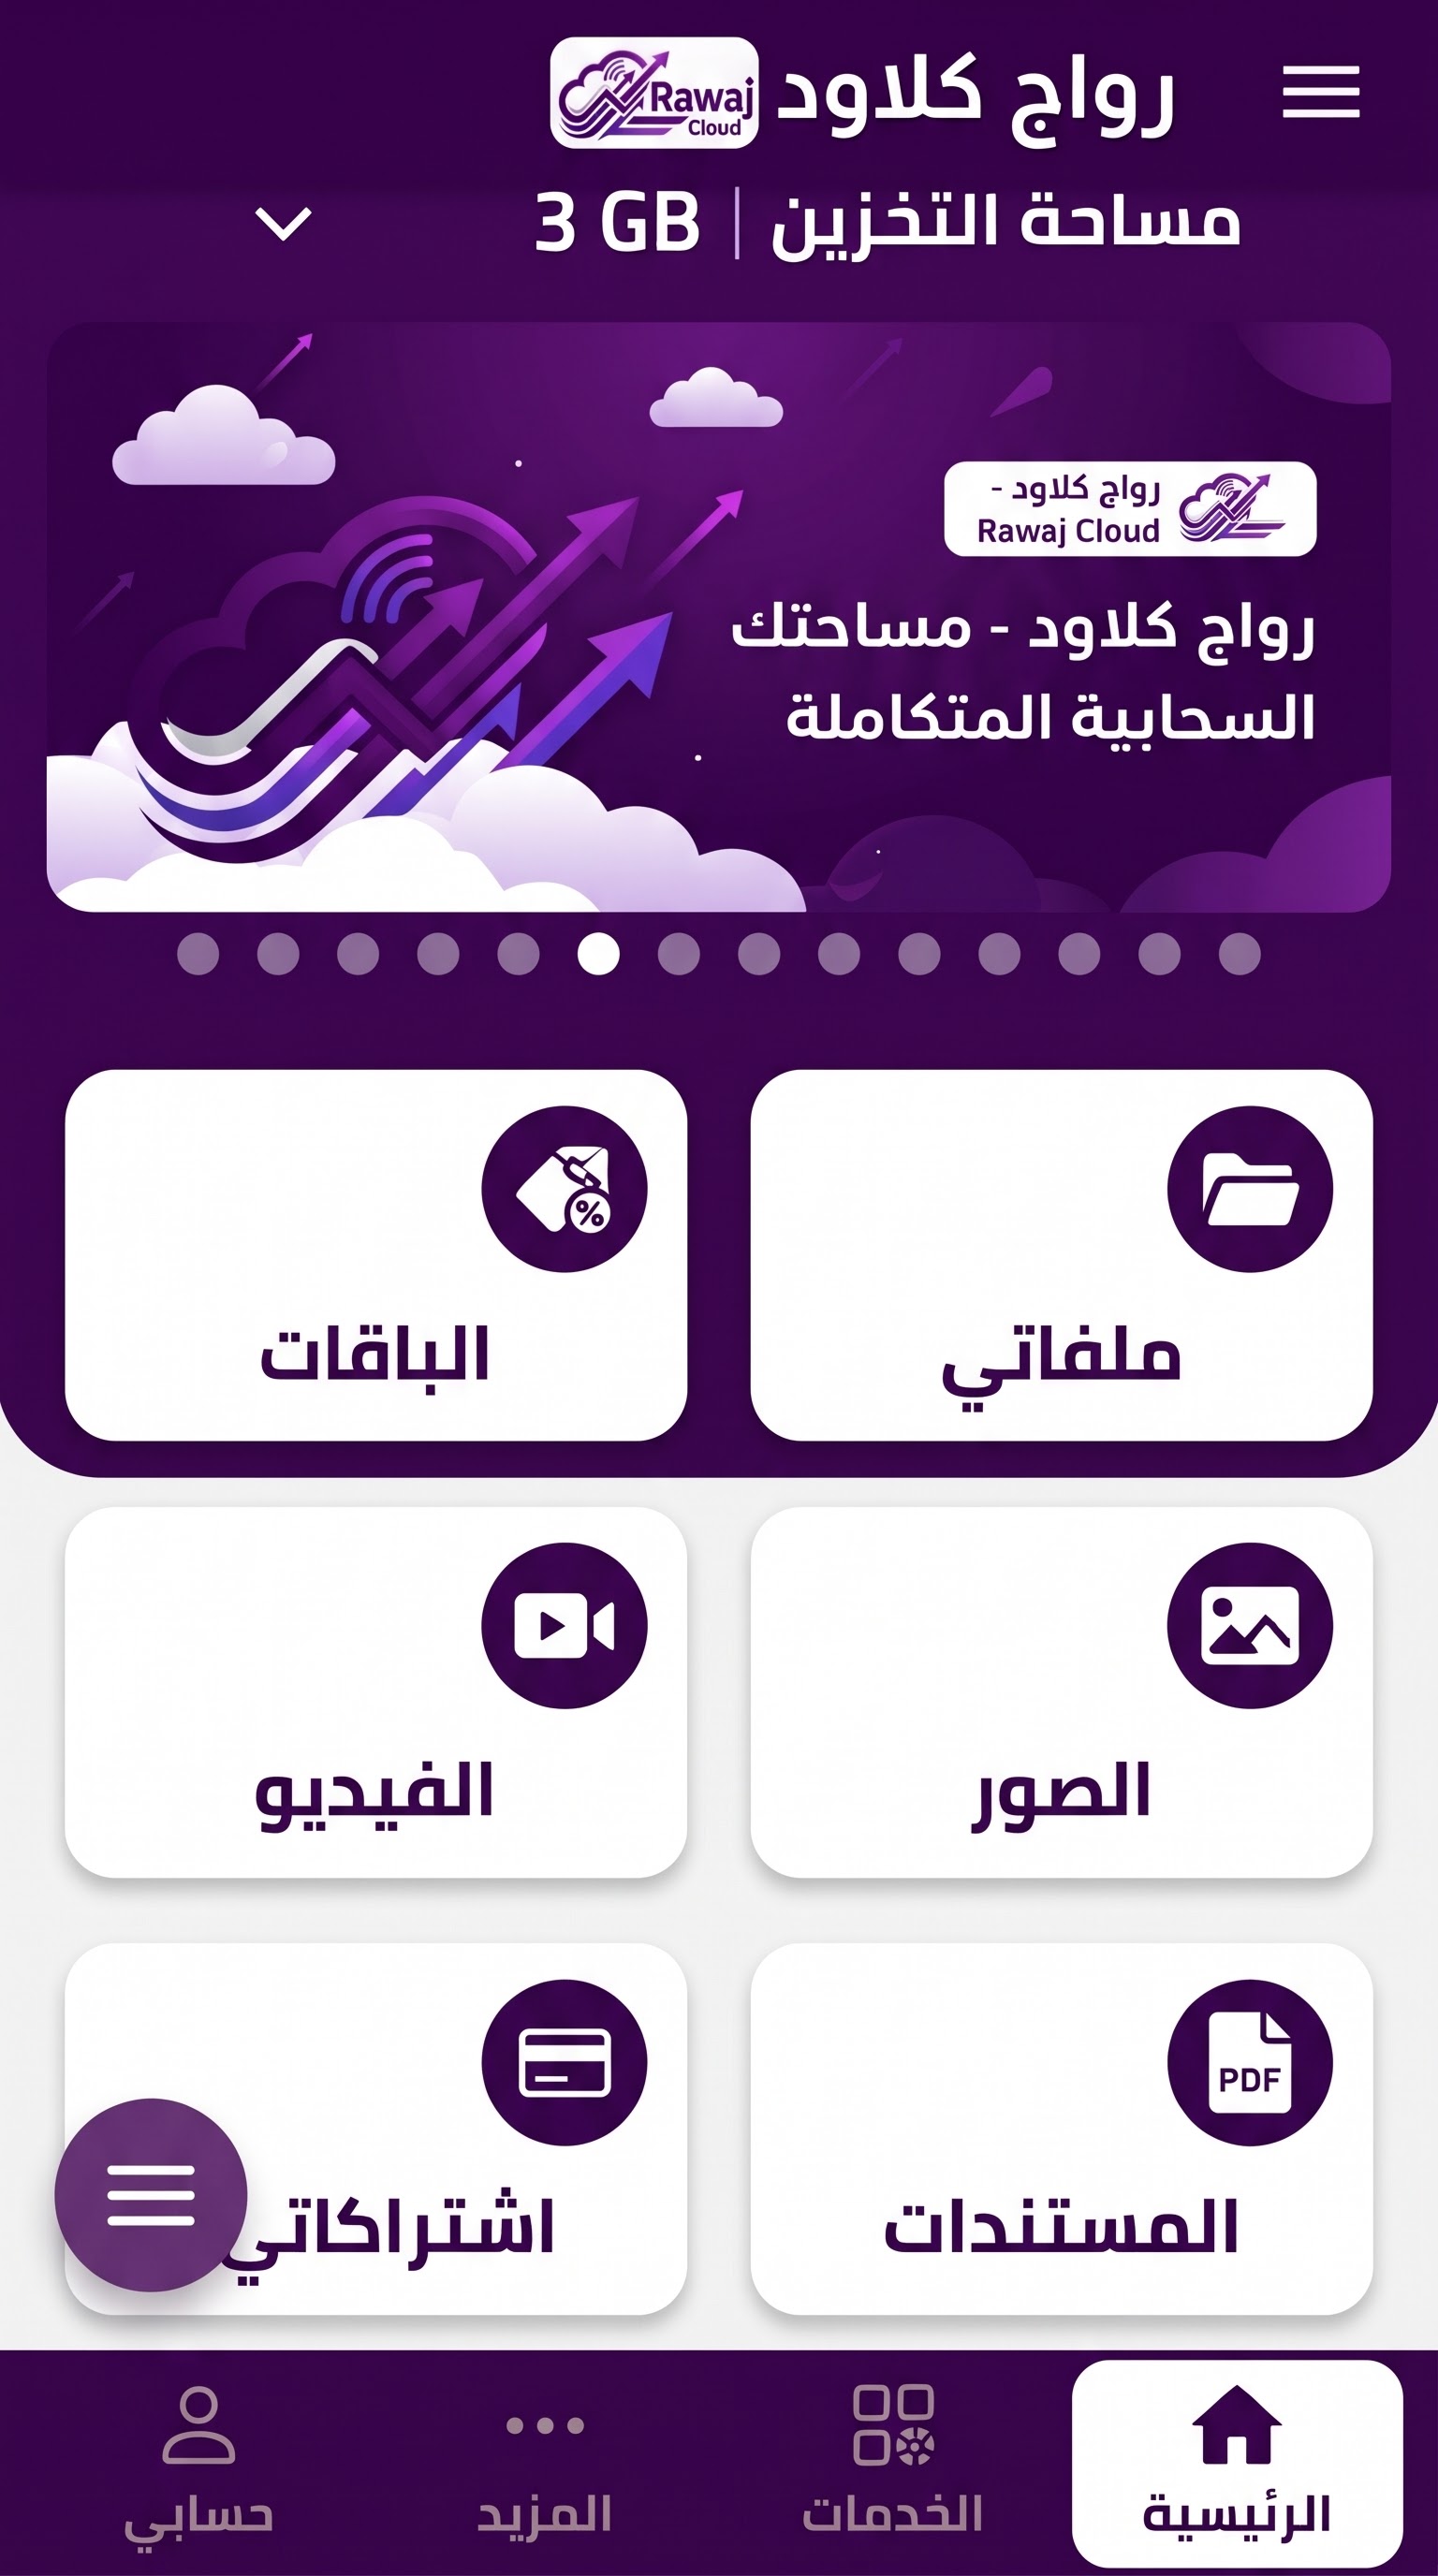 رواج كلاود
Rawaj
Cloud
مساحة التخزين | 3 GB
رواج كلاود -
Rawaj Cloud
رواج كلاود - مساحتك
السحابية المتكاملة
ملفاتي
الباقات
%
الصور
الفيديو
PDF
المستندات
اشتراكاتي
الرئيسية
الخدمات
المزيد
حسابي